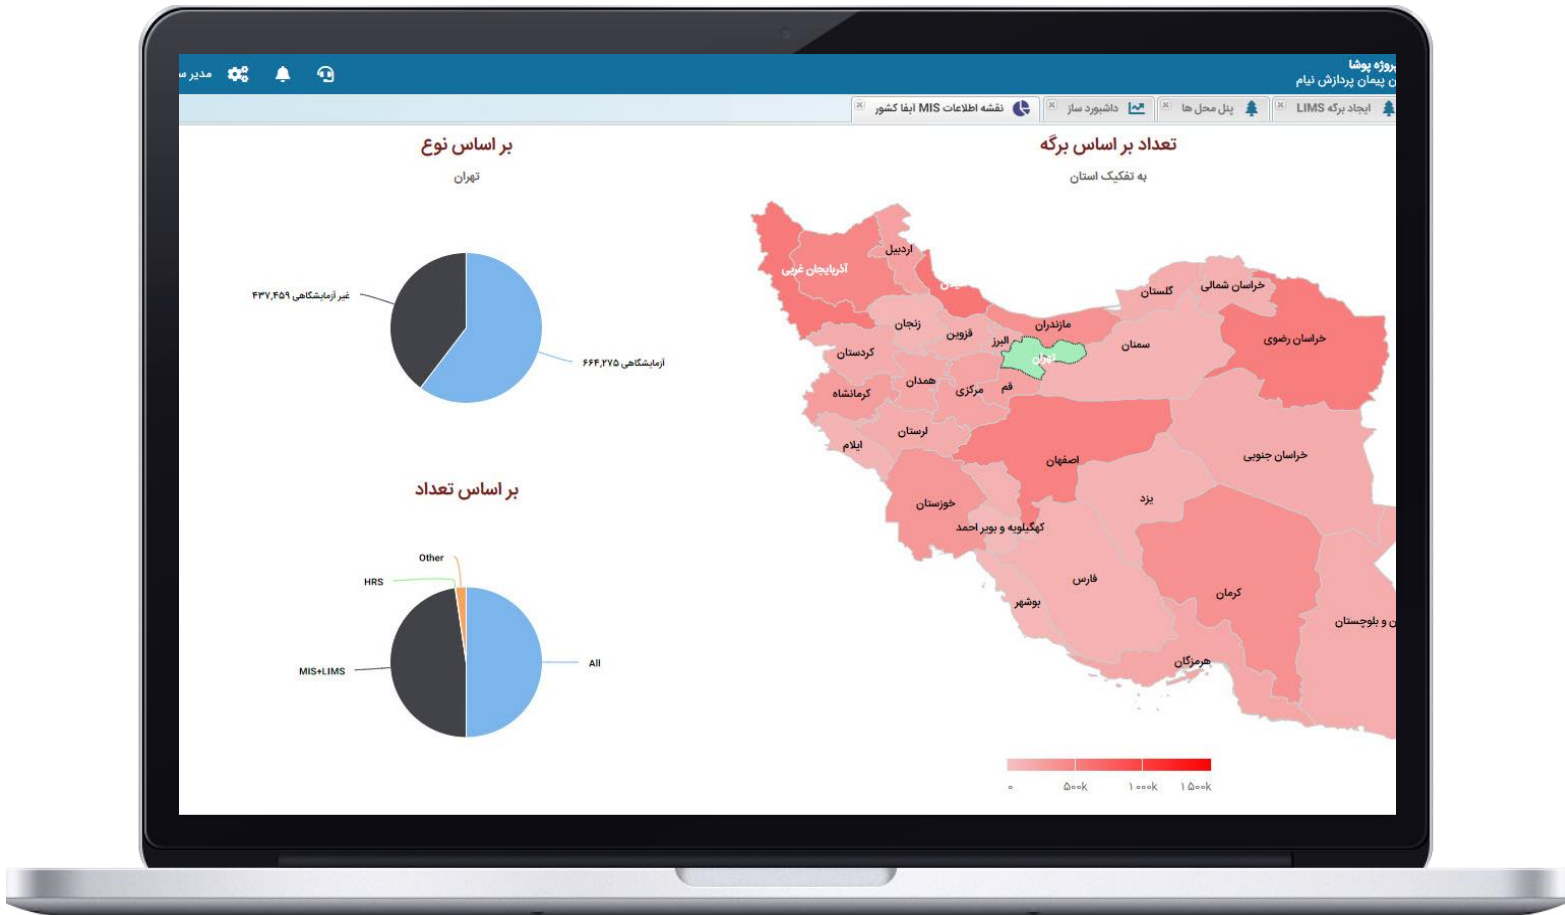 پروژه پوشا
پیمان پردازش نیام
مدیر
ایجاد برگه LIMS
پنل محل ها
داشبورد ساز
نقشه اطلاعات MIS آبفا کشور
تعداد بر اساس برگه
به تفکیک استان
اردبیل
آذربایجان غربی
گلستان
خراسان شمالی
زنجان
قزوین
البرز
مازندران
تهران
سمنان
خراسان رضوی
کردستان
همدان
مرکزی
قم
کرمانشاه
لرستان
ایلام
اصفهان
خراسان جنوبی
یزد
خوزستان
کهگیلویه و بویر احمد
فارس
بوشهر
کرمان
و بلوچستان
هرمزگان
۰
۵۰۰k
۱۰۰۰k
۱۵۰۰k
بر اساس نوع
تهران
غیر آزمایشگاهی ۴۳۷,۴۵۹
آزمایشگاهی ۶۶۴,۲۷۵
بر اساس تعداد
Other
HRS
MIS+LIMS
All